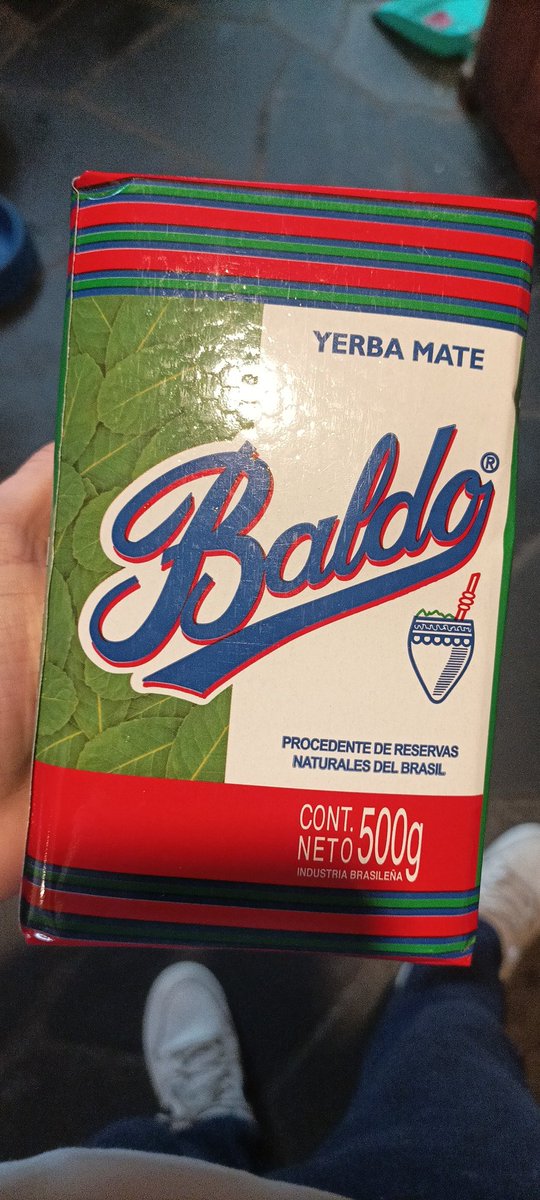 YERBA MATE
Baldo®
PROCEDENTE DE RESERVAS
NATURALES DEL BRASIL
CONT.
NETO 500g
INDUSTRIA BRASILEÑA